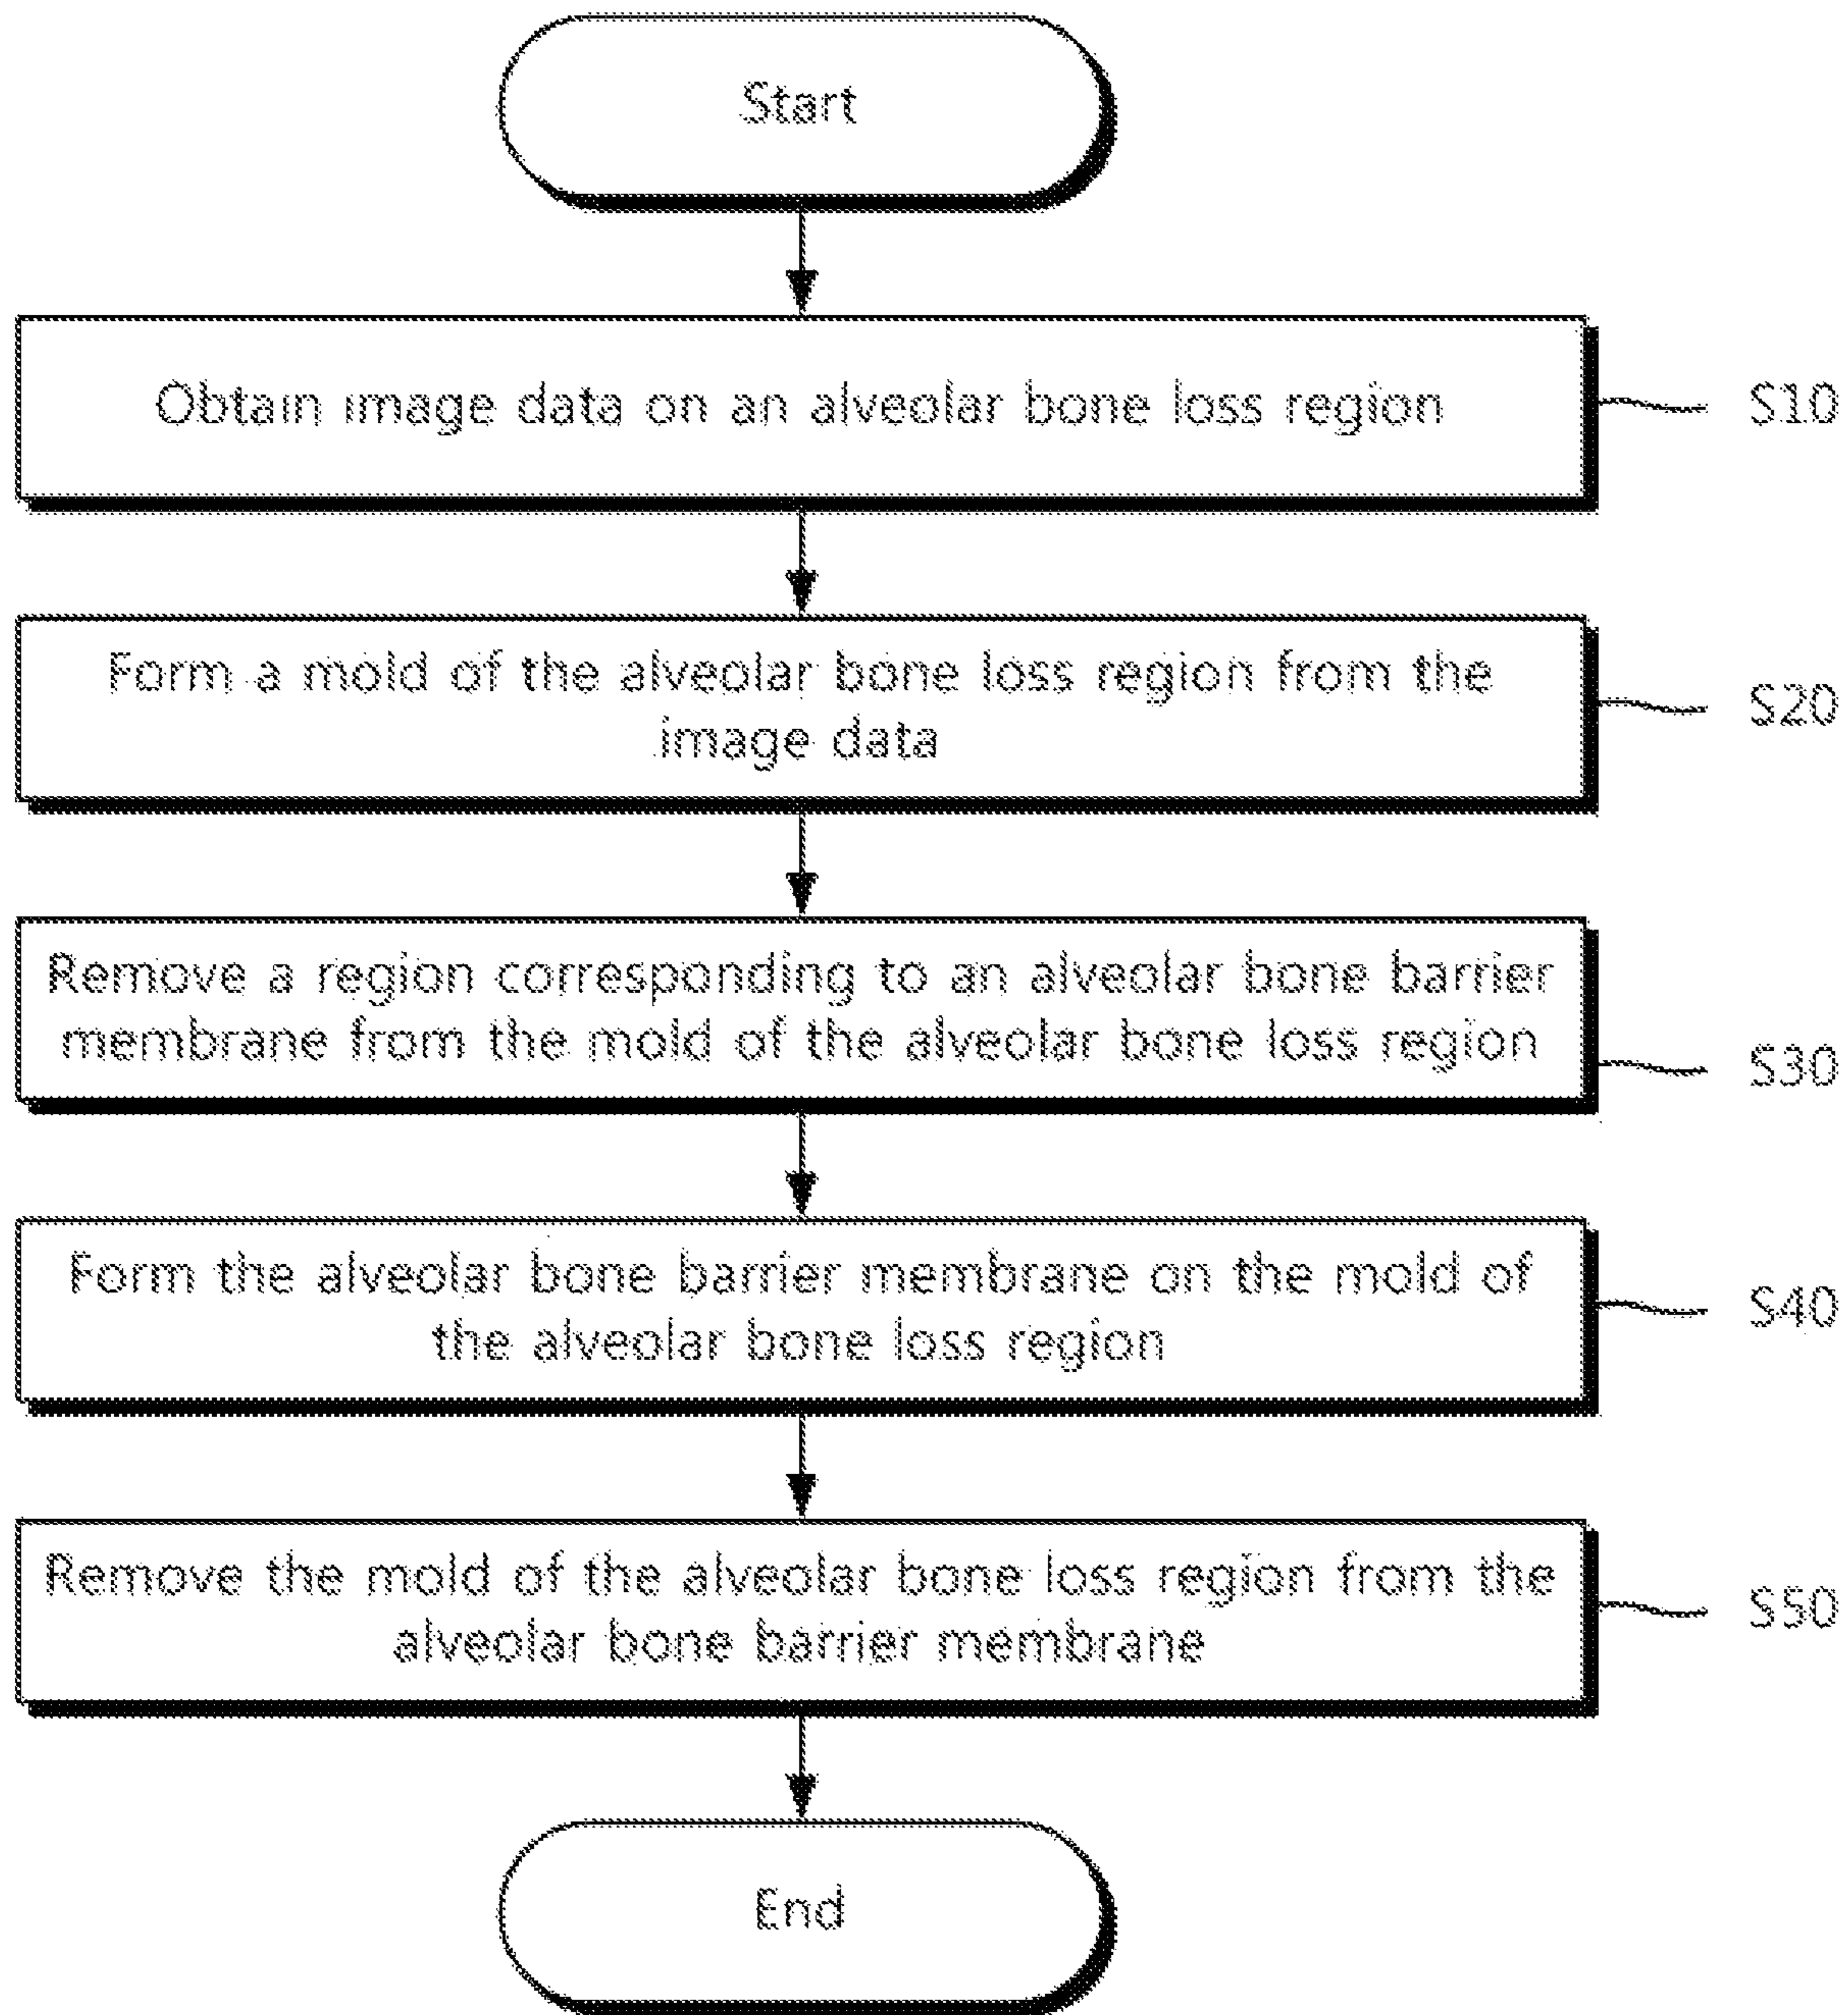 Start
Obtain image data on an alveolar bone loss region
S10
Form a mold of the alveolar bone loss region from the
image data
S20
Remove a region corresponding to an alveolar bone barrier
membrane from the mold of the alveolar bone loss region
S30
Form the alveolar bone barrier membrane on the mold of
the alveolar bone loss region
S40
Remove the mold of the alveolar bone loss region from the
alveolar bone barrier membrane
S50
End